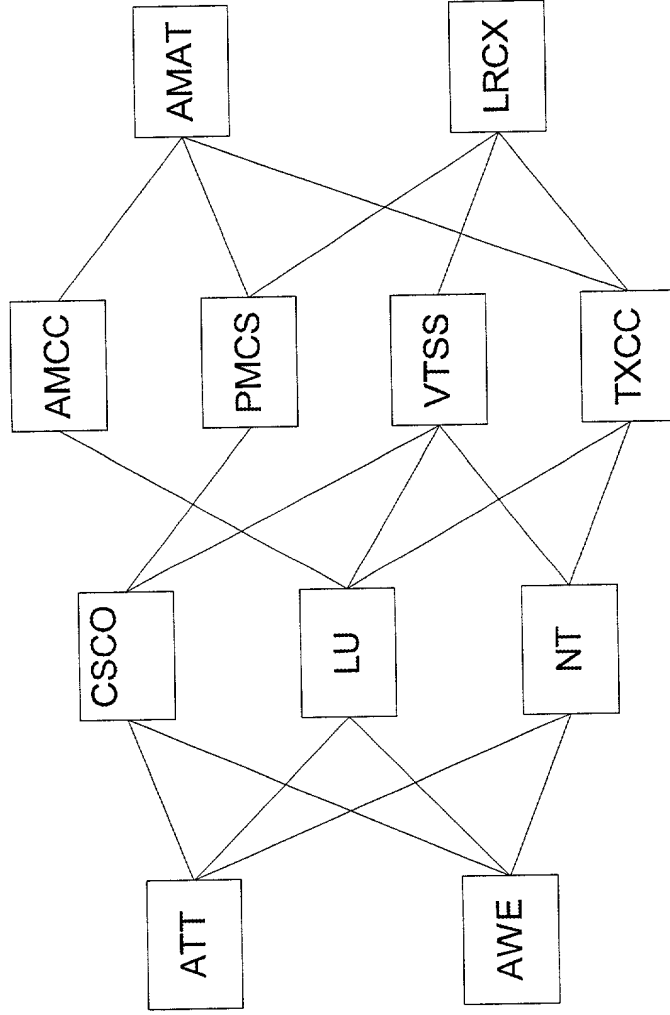 ATT
AWE
CSCO
LU
NT
AMCC
PMCS
VTSS
TXCC
AMAT
LRCX